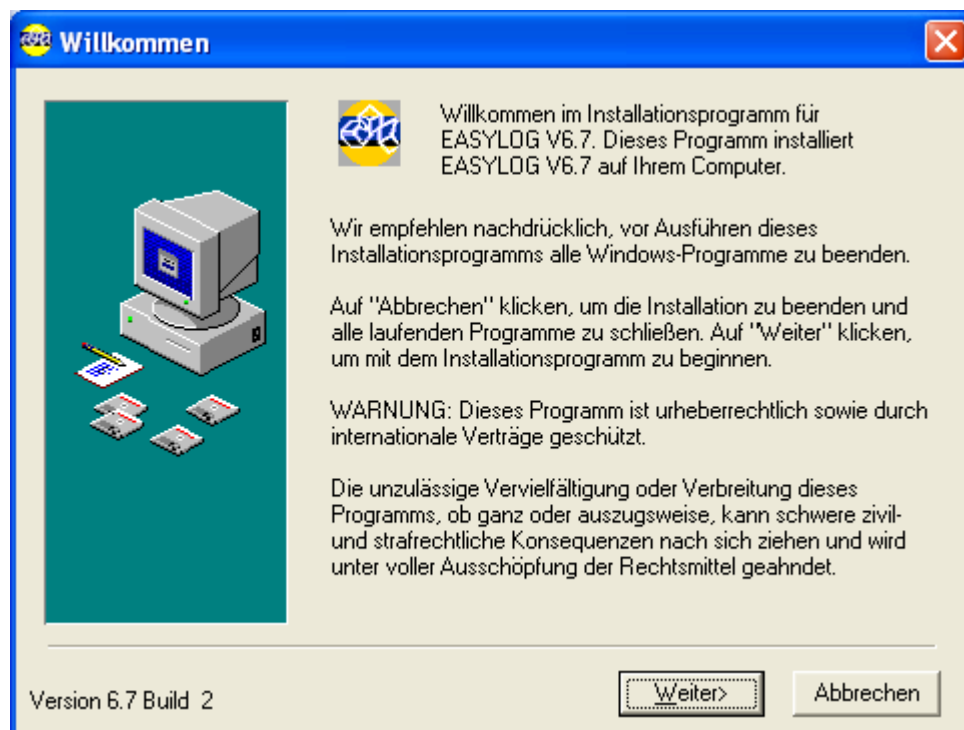 Willkommen
Willkommen im Installationsprogramm für
EASYLOG V6.7. Dieses Programm installiert
EASYLOG V6.7 auf Ihrem Computer.
Wir empfehlen nachdrücklich, vor Ausführen dieses
Installationsprogramms alle Windows-Programme zu beenden.
Auf "Abbrechen" klicken, um die Installation zu beenden und
alle laufenden Programme zu schließen. Auf "Weiter" klicken,
um mit dem Installationsprogramm zu beginnen.
WARNUNG: Dieses Programm ist urheberrechtlich sowie durch
internationale Verträge geschützt.
Die unzulässige Vervielfältigung oder Verbreitung dieses
Programms, ob ganz oder auszugsweise, kann schwere zivil-
und strafrechtliche Konsequenzen nach sich ziehen und wird
unter voller Ausschöpfung der Rechtsmittel geahndet.
Version 6.7 Build 2
Weiter>
Abbrechen